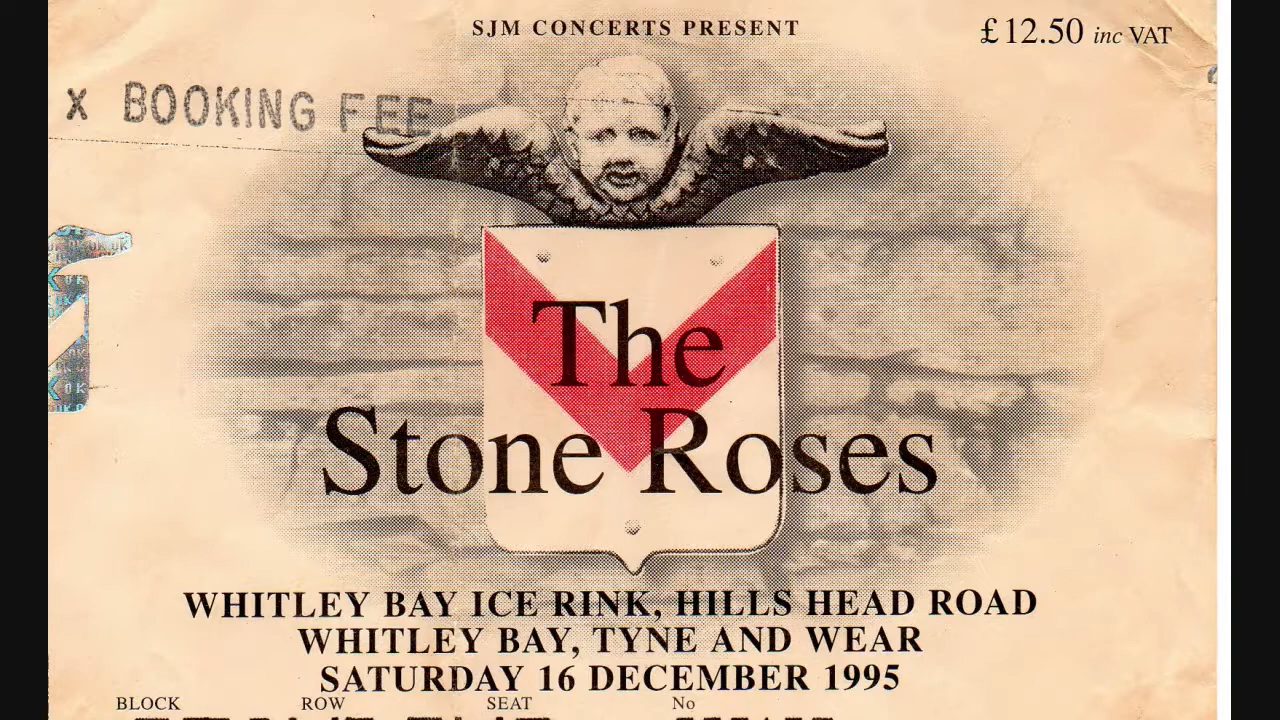 SJM CONCERTS PRESENT
£12.50 inc VAT
X BOOKING FEE
The
Stone Roses
WHITLEY BAY ICE RINK, HILLS HEAD ROAD
WHITLEY BAY, TYNE AND WEAR
SATURDAY 16 DECEMBER 1995
BLOCK ROW SEAT No